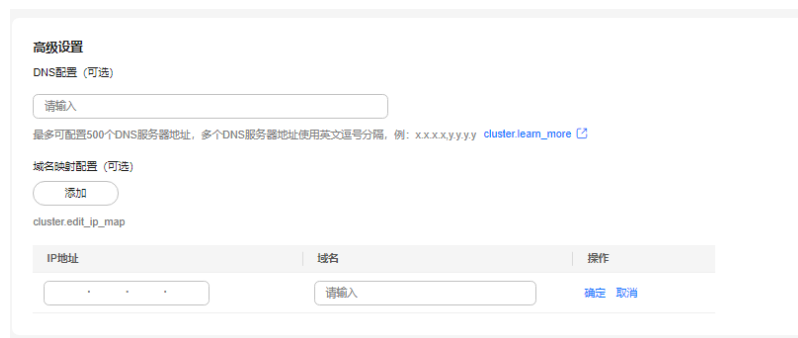 高级设置
DNS配置（可选）
请输入
最多可配置500个DNS服务器地址，多个DNS服务器地址使用英文逗号分隔，例：x.x.x.x,y.y.y.y cluster.learn_more
域名映射配置（可选）
添加
cluster.edit_ip_map
IP地址 域名 操作
. . . 请输入 确定 取消